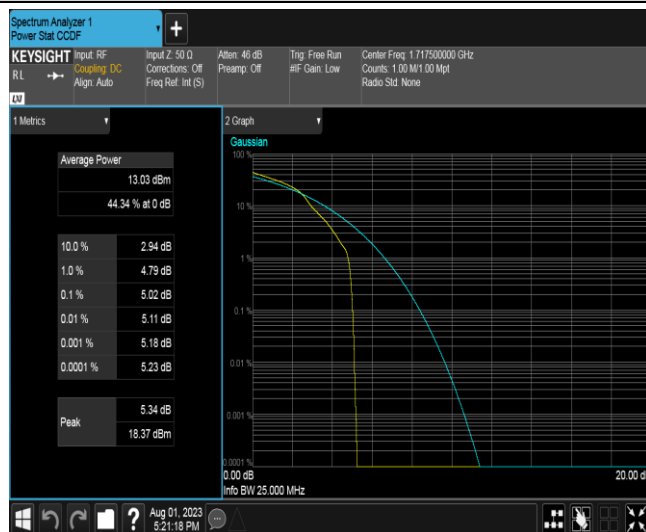 Spectrum Analyzer 1
Power Stat CCDF
KEYSIGHT
RL
Input: RF
Coupling: DC
Align: Auto
Input Z: 50 Ω
Corrections: Off
Freq Ref: Int (S)
Atten: 46 dB
Preamp: Off
Trig: Free Run
#IF Gain: Low
Center Freq: 1.717500000 GHz
Counts: 1.00 M/1.00 Mpt
Radio Std: None
1 Metrics
Average Power
13.03 dBm
44.34 % at 0 dB
10.0 % 2.94 dB
1.0 % 4.79 dB
0.1 % 5.02 dB
0.01 % 5.11 dB
0.001 % 5.18 dB
0.0001 % 5.23 dB
Peak
5.34 dB
18.37 dBm
2 Graph
Gaussian
100 %
10 %
1 %
0.1 %
0.01 %
0.001 %
0.0001 %
0.00 dB
20.00 d
Info BW 25.000 MHz
Aug 01, 2023
5:21:18 PM